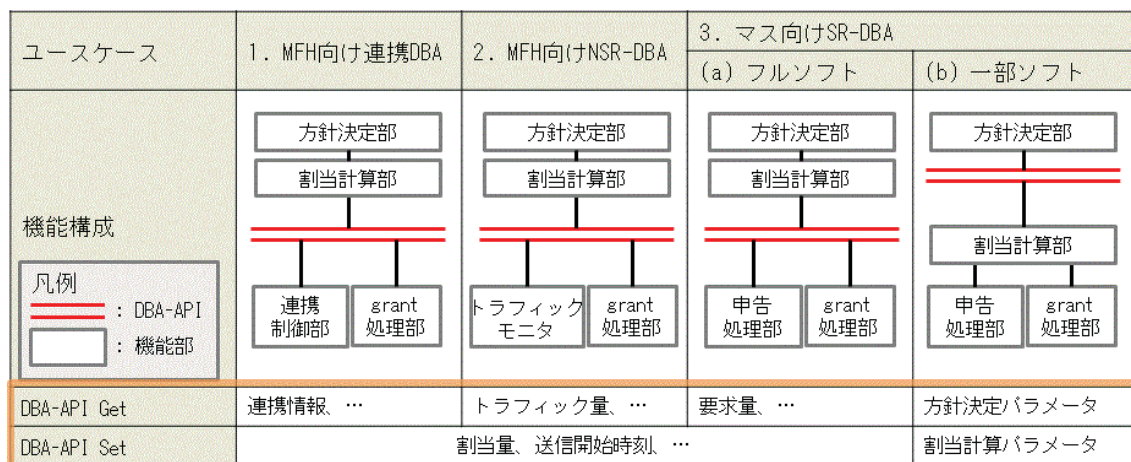 ユースケース
1. MFH向け連携DBA
2. MFH向けNSR-DBA
3. マス向けSR-DBA
(a) フルソフト
(b) 一部ソフト
機能構成
凡例
: DBA-API
: 機能部
方針決定部
割当計算部
連携
制御部
grant
処理部
方針決定部
割当計算部
トラフィック
モニタ
grant
処理部
方針決定部
割当計算部
申告
処理部
grant
処理部
方針決定部
割当計算部
申告
処理部
grant
処理部
DBA-API Get
連携情報、…
トラフィック量、…
要求量、…
方針決定パラメータ
DBA-API Set
割当量、送信開始時刻、…
割当計算パラメータ